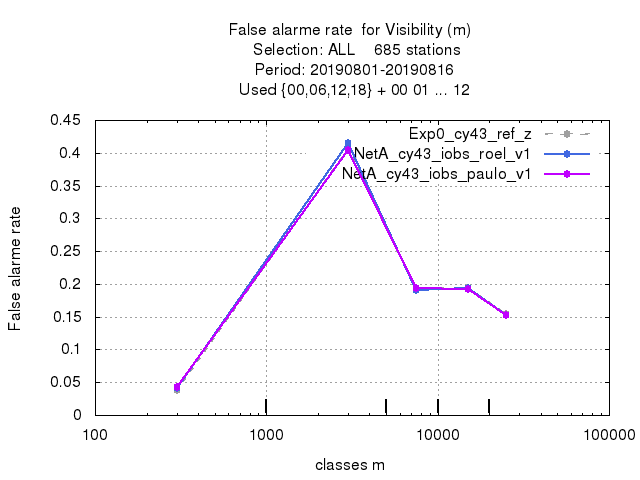 False alarme rate  for Visibility (m)
Selection: ALL    685 stations
Period: 20190801-20190816
Used {00,06,12,18} + 00 01 ... 12
Exp0_cy43_ref_z
NetA_cy43_iobs_roel_v1
NetA_cy43_iobs_paulo_v1
False alarme rate
0.45
0.4
0.35
0.3
0.25
0.2
0.15
0.1
0.05
0
100 1000 10000 100000
classes m